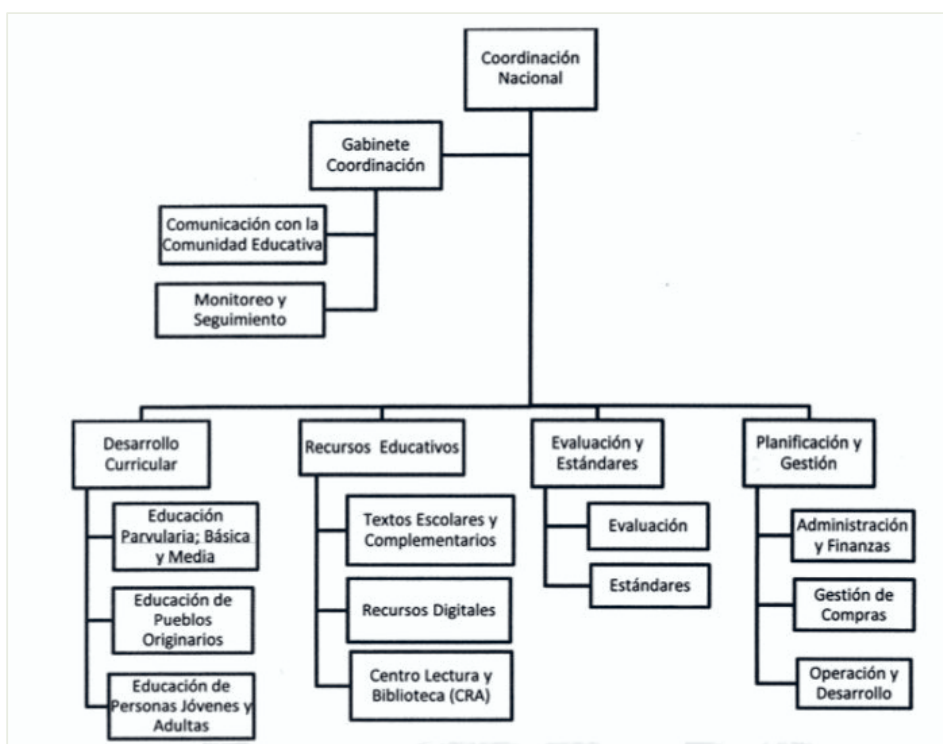 Coordinación
Nacional
Gabinete
Coordinación
Comunicación con la
Comunidad Educativa
Monitoreo y
Seguimiento
Desarrollo
Curricular
Educación
Parvularia; Básica
y Media
Educación de
Pueblos
Originarios
Educación de
Personas Jóvenes y
Adultas
Recursos Educativos
Textos Escolares y
Complementarios
Recursos Digitales
Centro Lectura y
Biblioteca (CRA)
Evaluación y
Estándares
Evaluación
Estándares
Planificación y
Gestión
Administración
y Finanzas
Gestión de
Compras
Operación y
Desarrollo